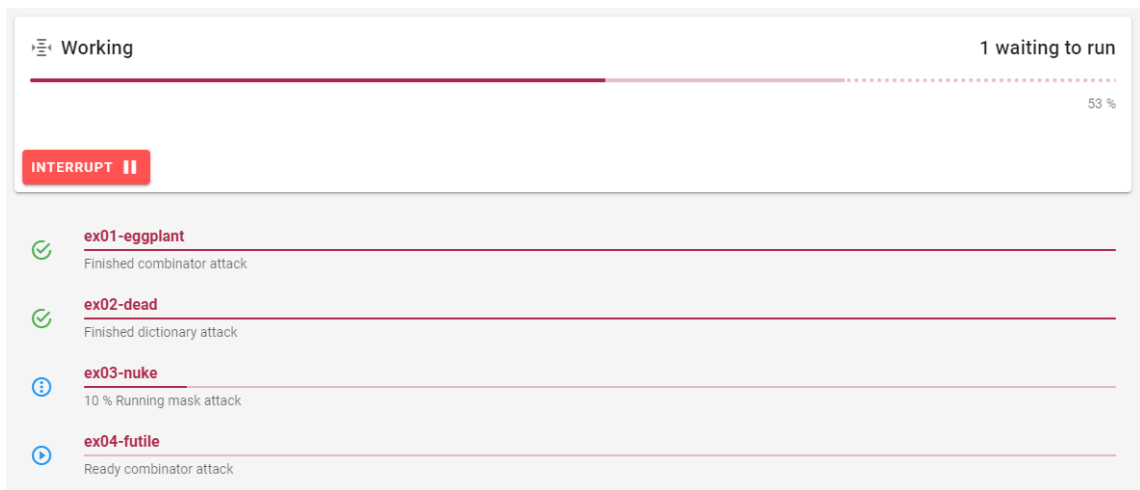 Working
1 waiting to run
53 %
INTERRUPT
ex01-eggplant
Finished combinator attack
ex02-dead
Finished dictionary attack
ex03-nuke
10 % Running mask attack
ex04-futile
Ready combinator attack